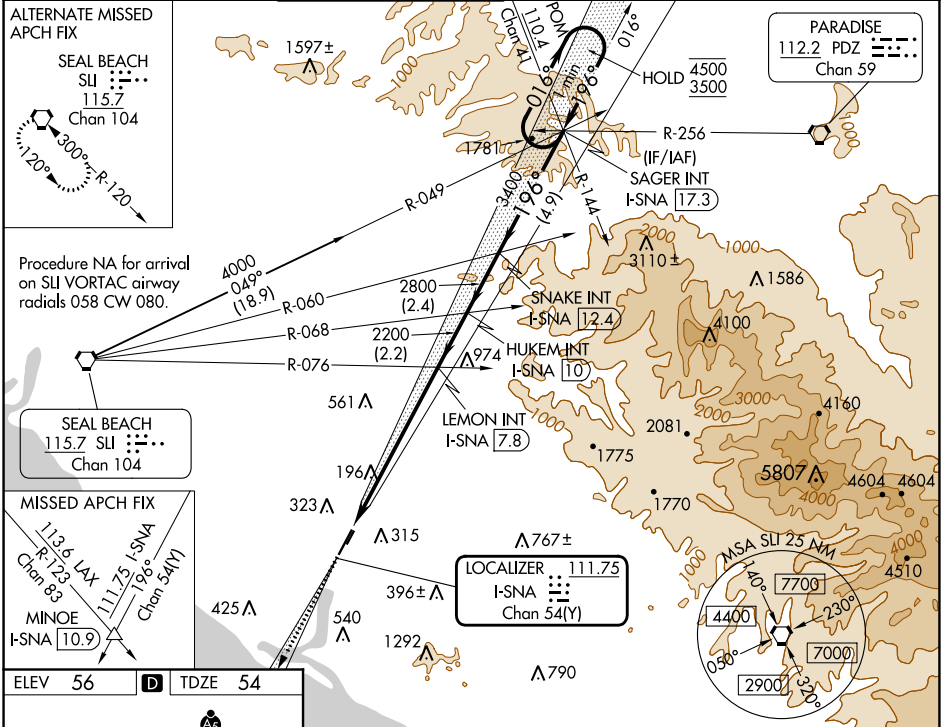 ALTERNATE MISSED
APCH FIX
SEAL BEACH
SLI
115.7
Chan 104
300°
120°
R-120
1597±
1000
POM
110.4
Chan 41
016°
016°
196°
1 min
HOLD 4500
3500
PARADISE
112.2 PDZ
Chan 59
1000
R-256
(IF/IAF)
SAGER INT
I-SNA 17.3
1781
R-144
R-049
3400
196°
(4.9)
Procedure NA for arrival
on SLI VORTAC airway
radials 058 CW 080.
4000
049°
(18.9)
R-060
R-068
R-076
2800
(2.4)
2200
(2.2)
2000
3110±
1000
1586
SNAKE INT
I-SNA 12.4
HUKEM INT
I-SNA 10
974
4100
LEMON INT
I-SNA 7.8
561
SEAL BEACH
115.7 SLI
Chan 104
1000
2000
3000
4160
2081
1775
196
5807
4000
4604
4604
1770
323
MISSED APCH FIX
113.6 LAX
R-123
Chan 83
111.75 I-SNA
196°
Chan 54(Y)
MINOE
I-SNA 10.9
315
767±
LOCALIZER 111.75
I-SNA
Chan 54(Y)
396±
425
540
1292
790
1000
4000
4510
MSA SLI 25 NM
140°
7700
230°
4400
050°
7000
2900
320°
ELEV 56 D TDZE 54
A5